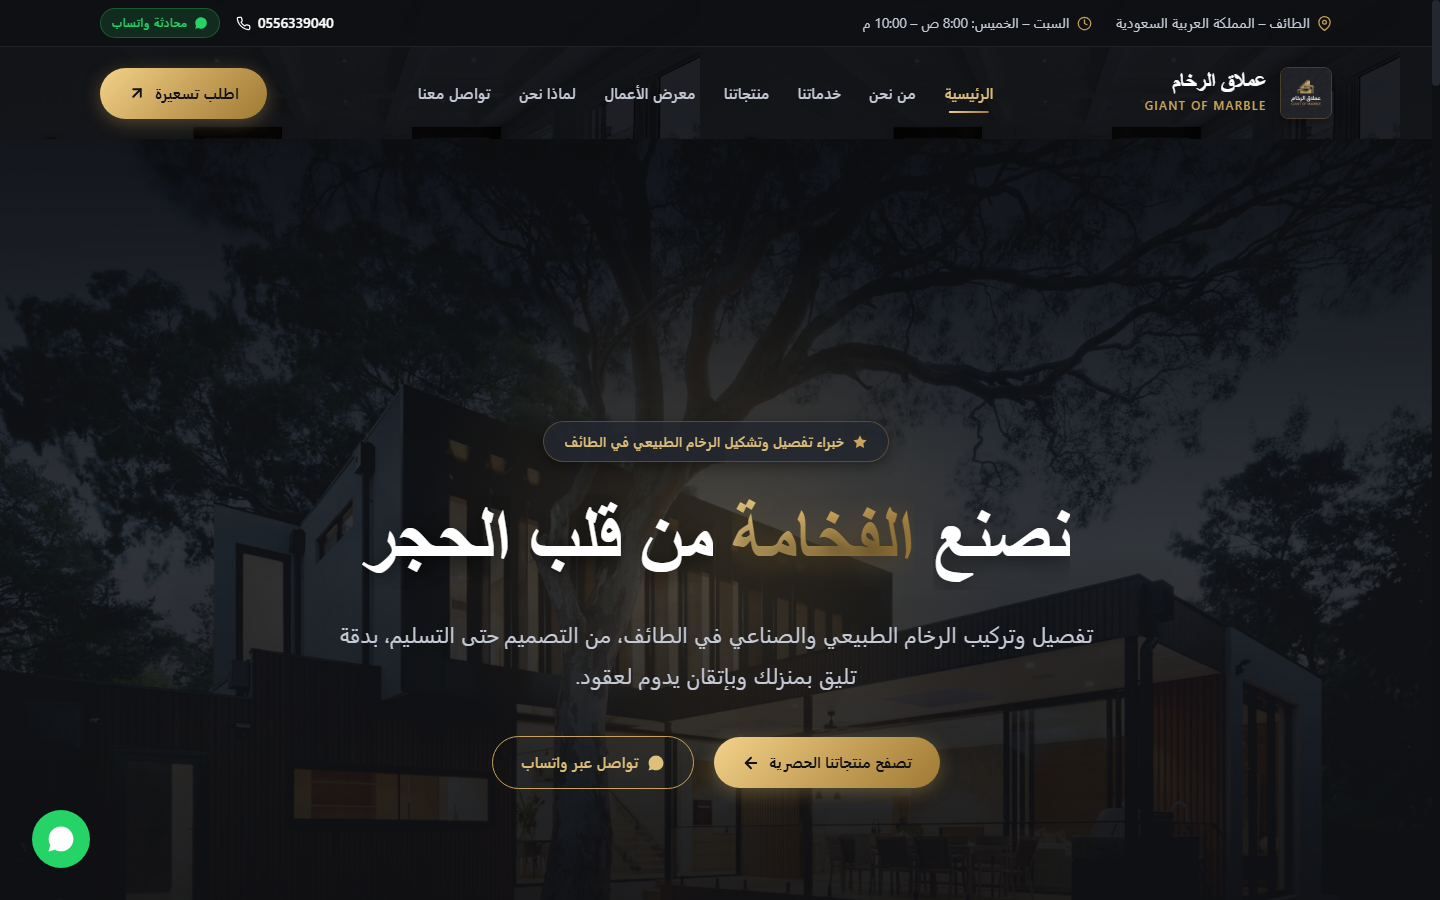 الطائف – المملكة العربية السعودية
السبت – الخميس: 8:00 ص – 10:00 م
0556339040
محادثة واتساب
عملاق الرخام
GIANT OF MARBLE
الرئيسية
من نحن
خدماتنا
منتجاتنا
معرض الأعمال
لماذا نحن
تواصل معنا
اطلب تسعيرة
خبراء تفصيل وتشكيل الرخام الطبيعي في الطائف
نصنع الفخامة من قلب الحجر
تفصيل وتركيب الرخام الطبيعي والصناعي في الطائف، من التصميم حتى التسليم، بدقة
تليق بمنزلك وبإتقان يدوم لعقود.
تصفح منتجاتنا الحصرية
تواصل عبر واتساب